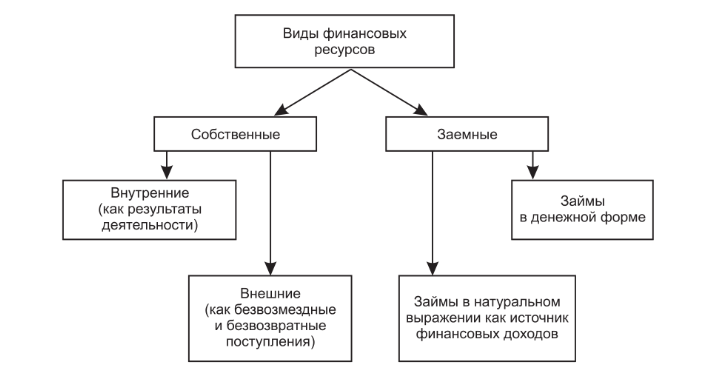 Виды финансовых
ресурсов
Собственные
Заемные
Внутренние
(как результаты
деятельности)
Займы
в денежной форме
Внешние
(как безвозмездные
и безвозвратные
поступления)
Займы в натуральном
выражении как источник
финансовых доходов